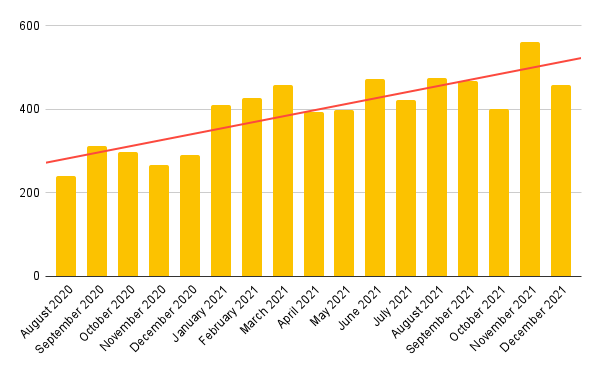 600
400
200
0
August 2020
September 2020
October 2020
November 2020
December 2020
January 2021
February 2021
March 2021
April 2021
May 2021
June 2021
July 2021
August 2021
September 2021
October 2021
November 2021
December 2021